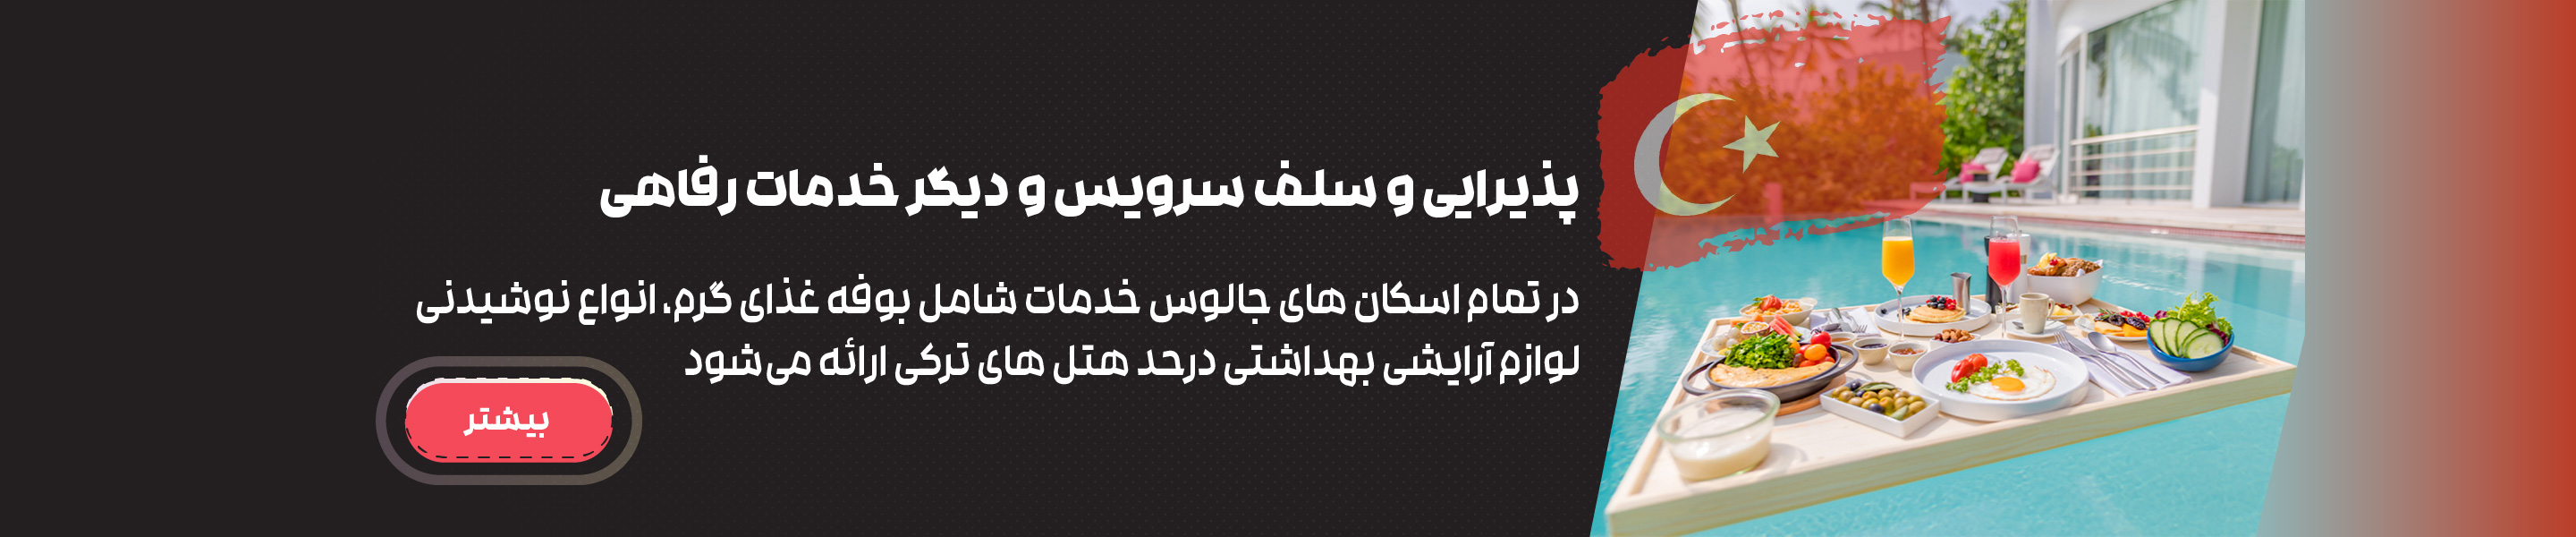 پذیرایی و سلف سرویس و دیگر خدمات رفاهی
در تمام اسکان های جالوس خدمات شامل بوفه غذای گرم، انواع نوشیدنی
لوازم آرایشی بهداشتی درحد هتل های ترکی ارائه می‌شود
بیشتر